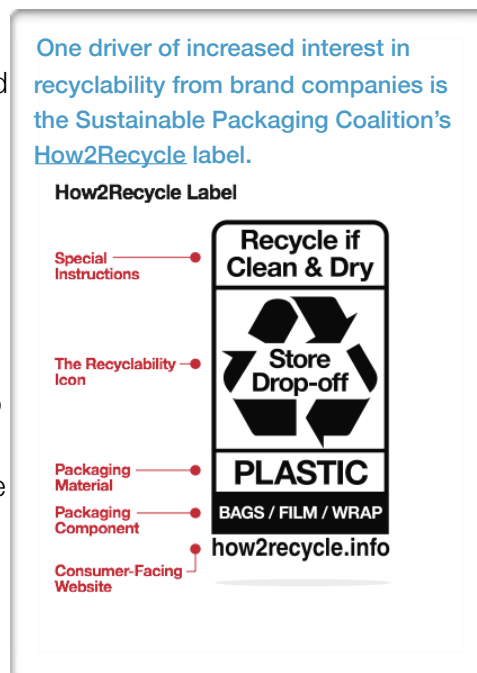 One driver of increased interest in
recyclability from brand companies is
the Sustainable Packaging Coalition's
How2Recycle label.
How2Recycle Label
Special
Instructions
Recycle if
Clean & Dry
The Recyclability
Icon
Store
Drop-off
Packaging
Material
PLASTIC
Packaging
Component
BAGS / FILM / WRAP
how2recycle.info
Consumer-Facing
Website